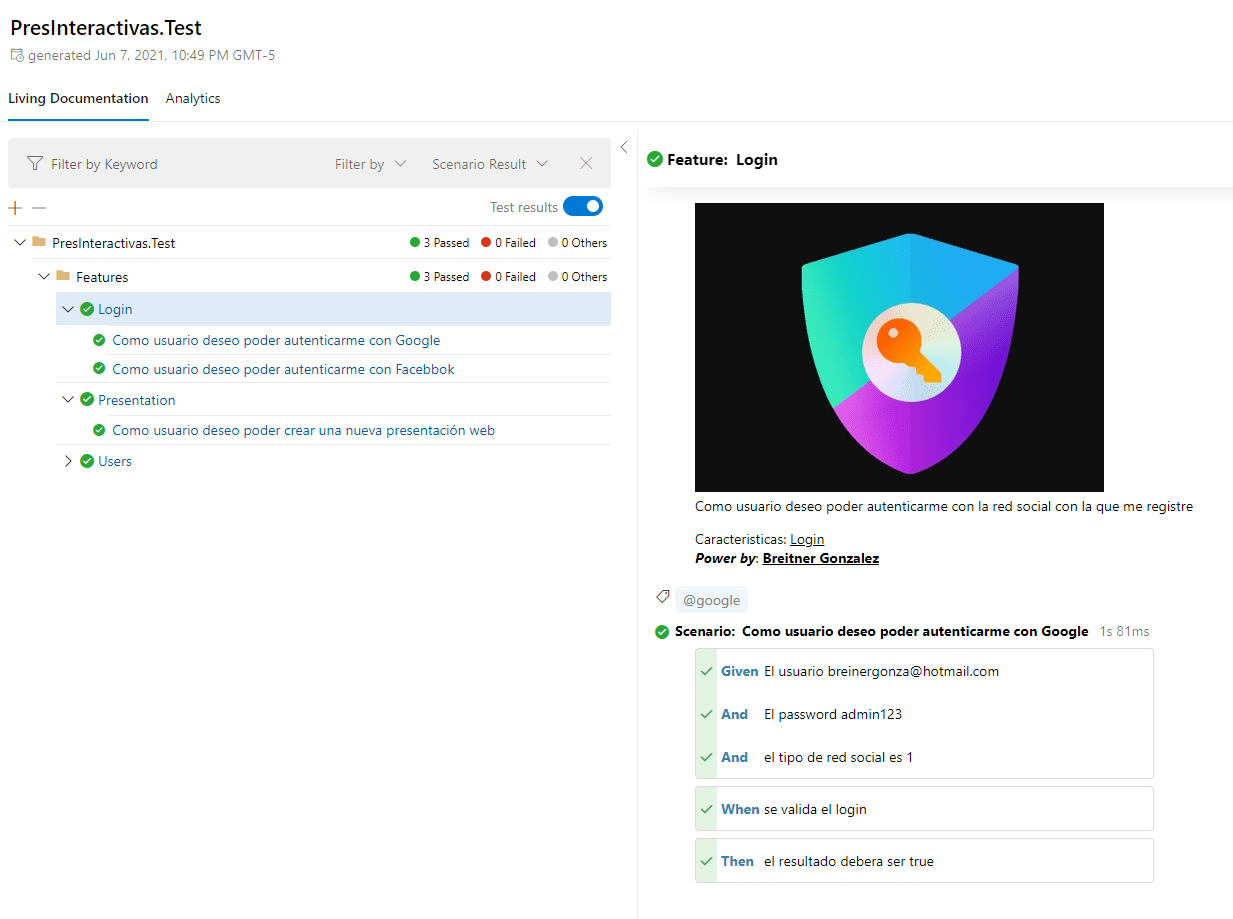 PresInteractivas.Test
generated Jun 7, 2021, 10:49 PM GMT-5
Living Documentation Analytics
Filter by Keyword Filter by Scenario Result
Test results
PresInteractivas.Test 3 Passed 0 Failed 0 Others
Features 3 Passed 0 Failed 0 Others
Login
Como usuario deseo poder autenticarme con Google
Como usuario deseo poder autenticarme con Facebbok
Presentation
Como usuario deseo poder crear una nueva presentación web
Users
Feature: Login
Como usuario deseo poder autenticarme con la red social con la que me registre
Caracteristicas: Login
Power by: Breitner Gonzalez
@google
Scenario: Como usuario deseo poder autenticarme con Google 1s 81ms
Given El usuario breinergonza@hotmail.com
And El password admin123
And el tipo de red social es 1
When se valida el login
Then el resultado debera ser true